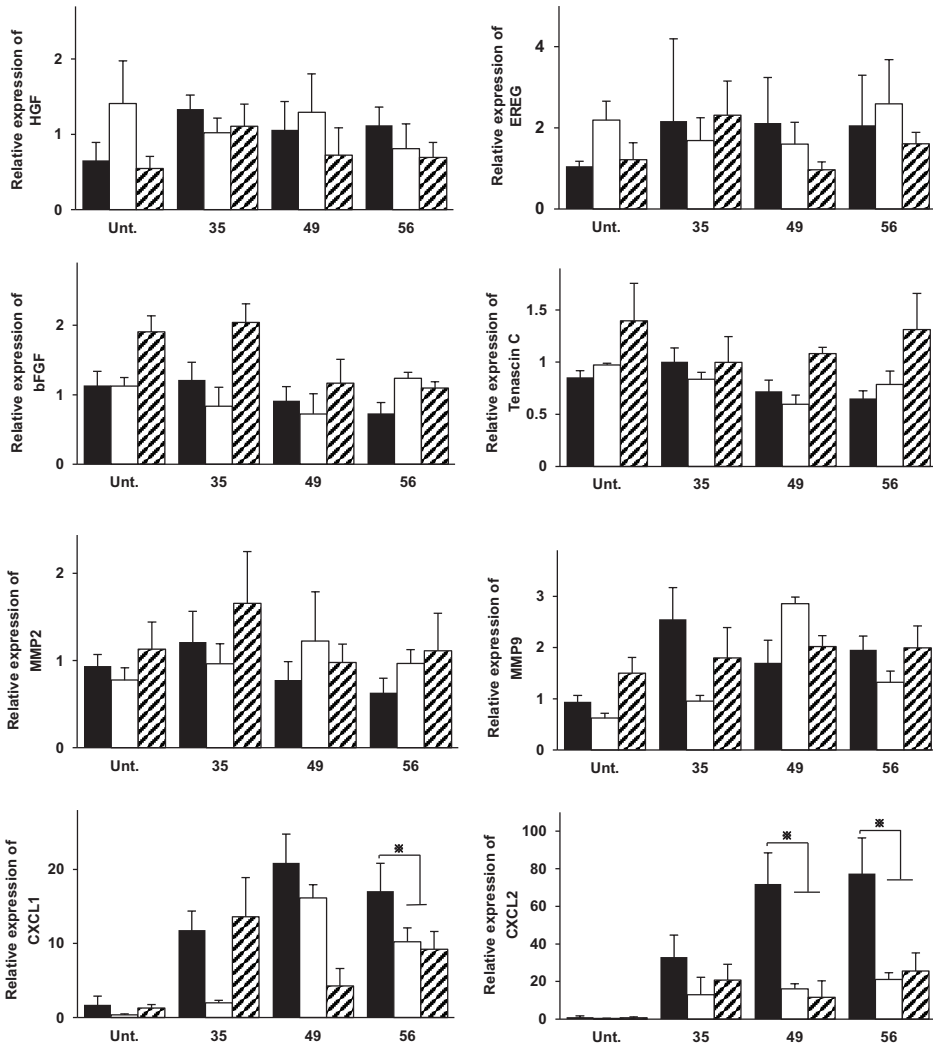 Relative expression of
HGF
2
1
0
Unt. 35 49 56
Relative expression of
EREG
4
2
0
Unt. 35 49 56
Relative expression of
bFGF
2
1
0
Unt. 35 49 56
Relative expression of
Tenascin C
1.5
1
0.5
0
Unt. 35 49 56
Relative expression of
MMP2
2
1
0
Unt. 35 49 56
Relative expression of
MMP9
3
2
1
0
Unt. 35 49 56
Relative expression of
CXCL1
20
10
0
※
Unt. 35 49 56
Relative expression of
CXCL2
100
80
60
40
20
0
※ ※
Unt. 35 49 56